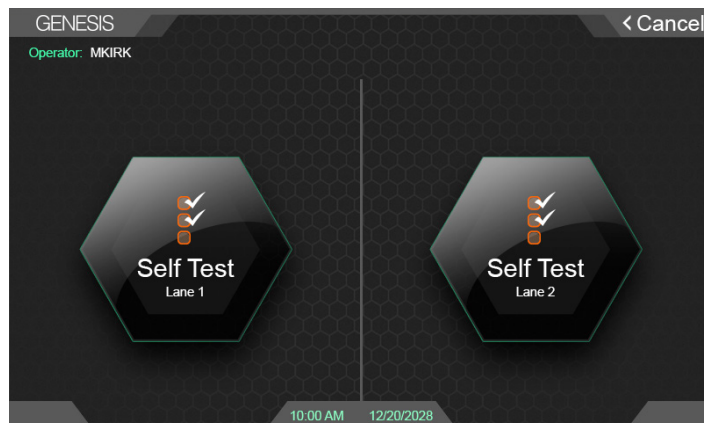 GENESIS
Cancel
Operator: MKIRK
Self Test
Lane 1
Self Test
Lane 2
10:00 AM 12/20/2028